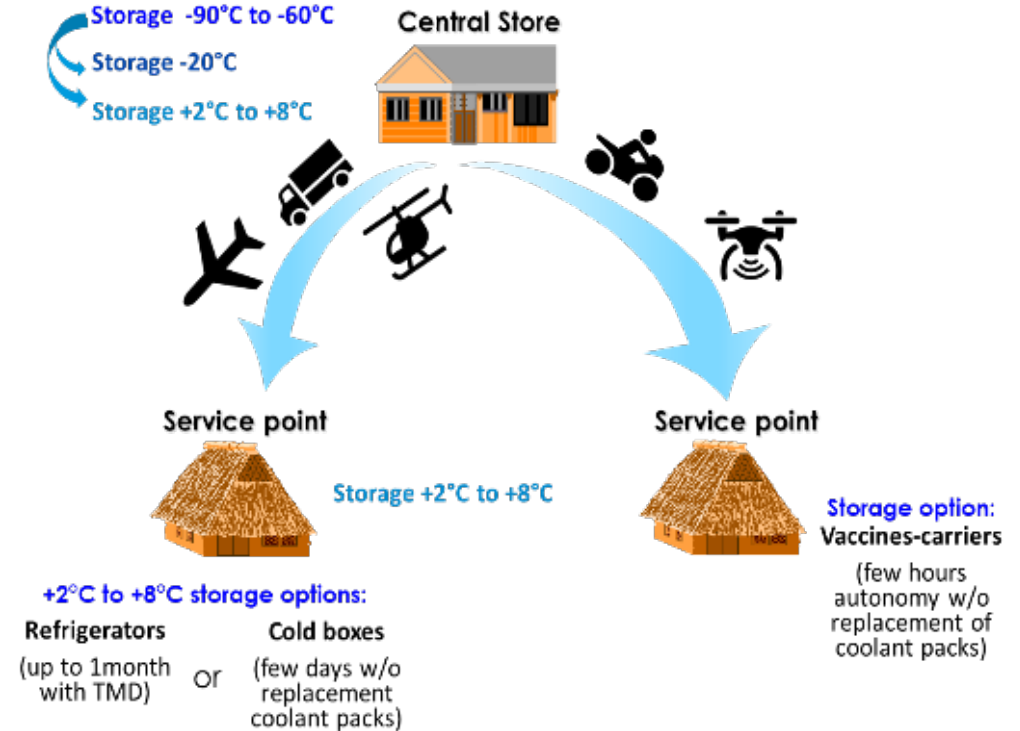 Storage -90°C to -60°C
Storage -20°C
Storage +2°C to +8°C
Central Store
Service point
Service point
Storage +2°C to +8°C
+2°C to +8°C storage options:
Refrigerators
(up to 1month
with TMD)
or
Cold boxes
(few days w/o
replacement
coolant packs)
Storage option:
Vaccines-carriers
(few hours
autonomy w/o
replacement of
coolant packs)